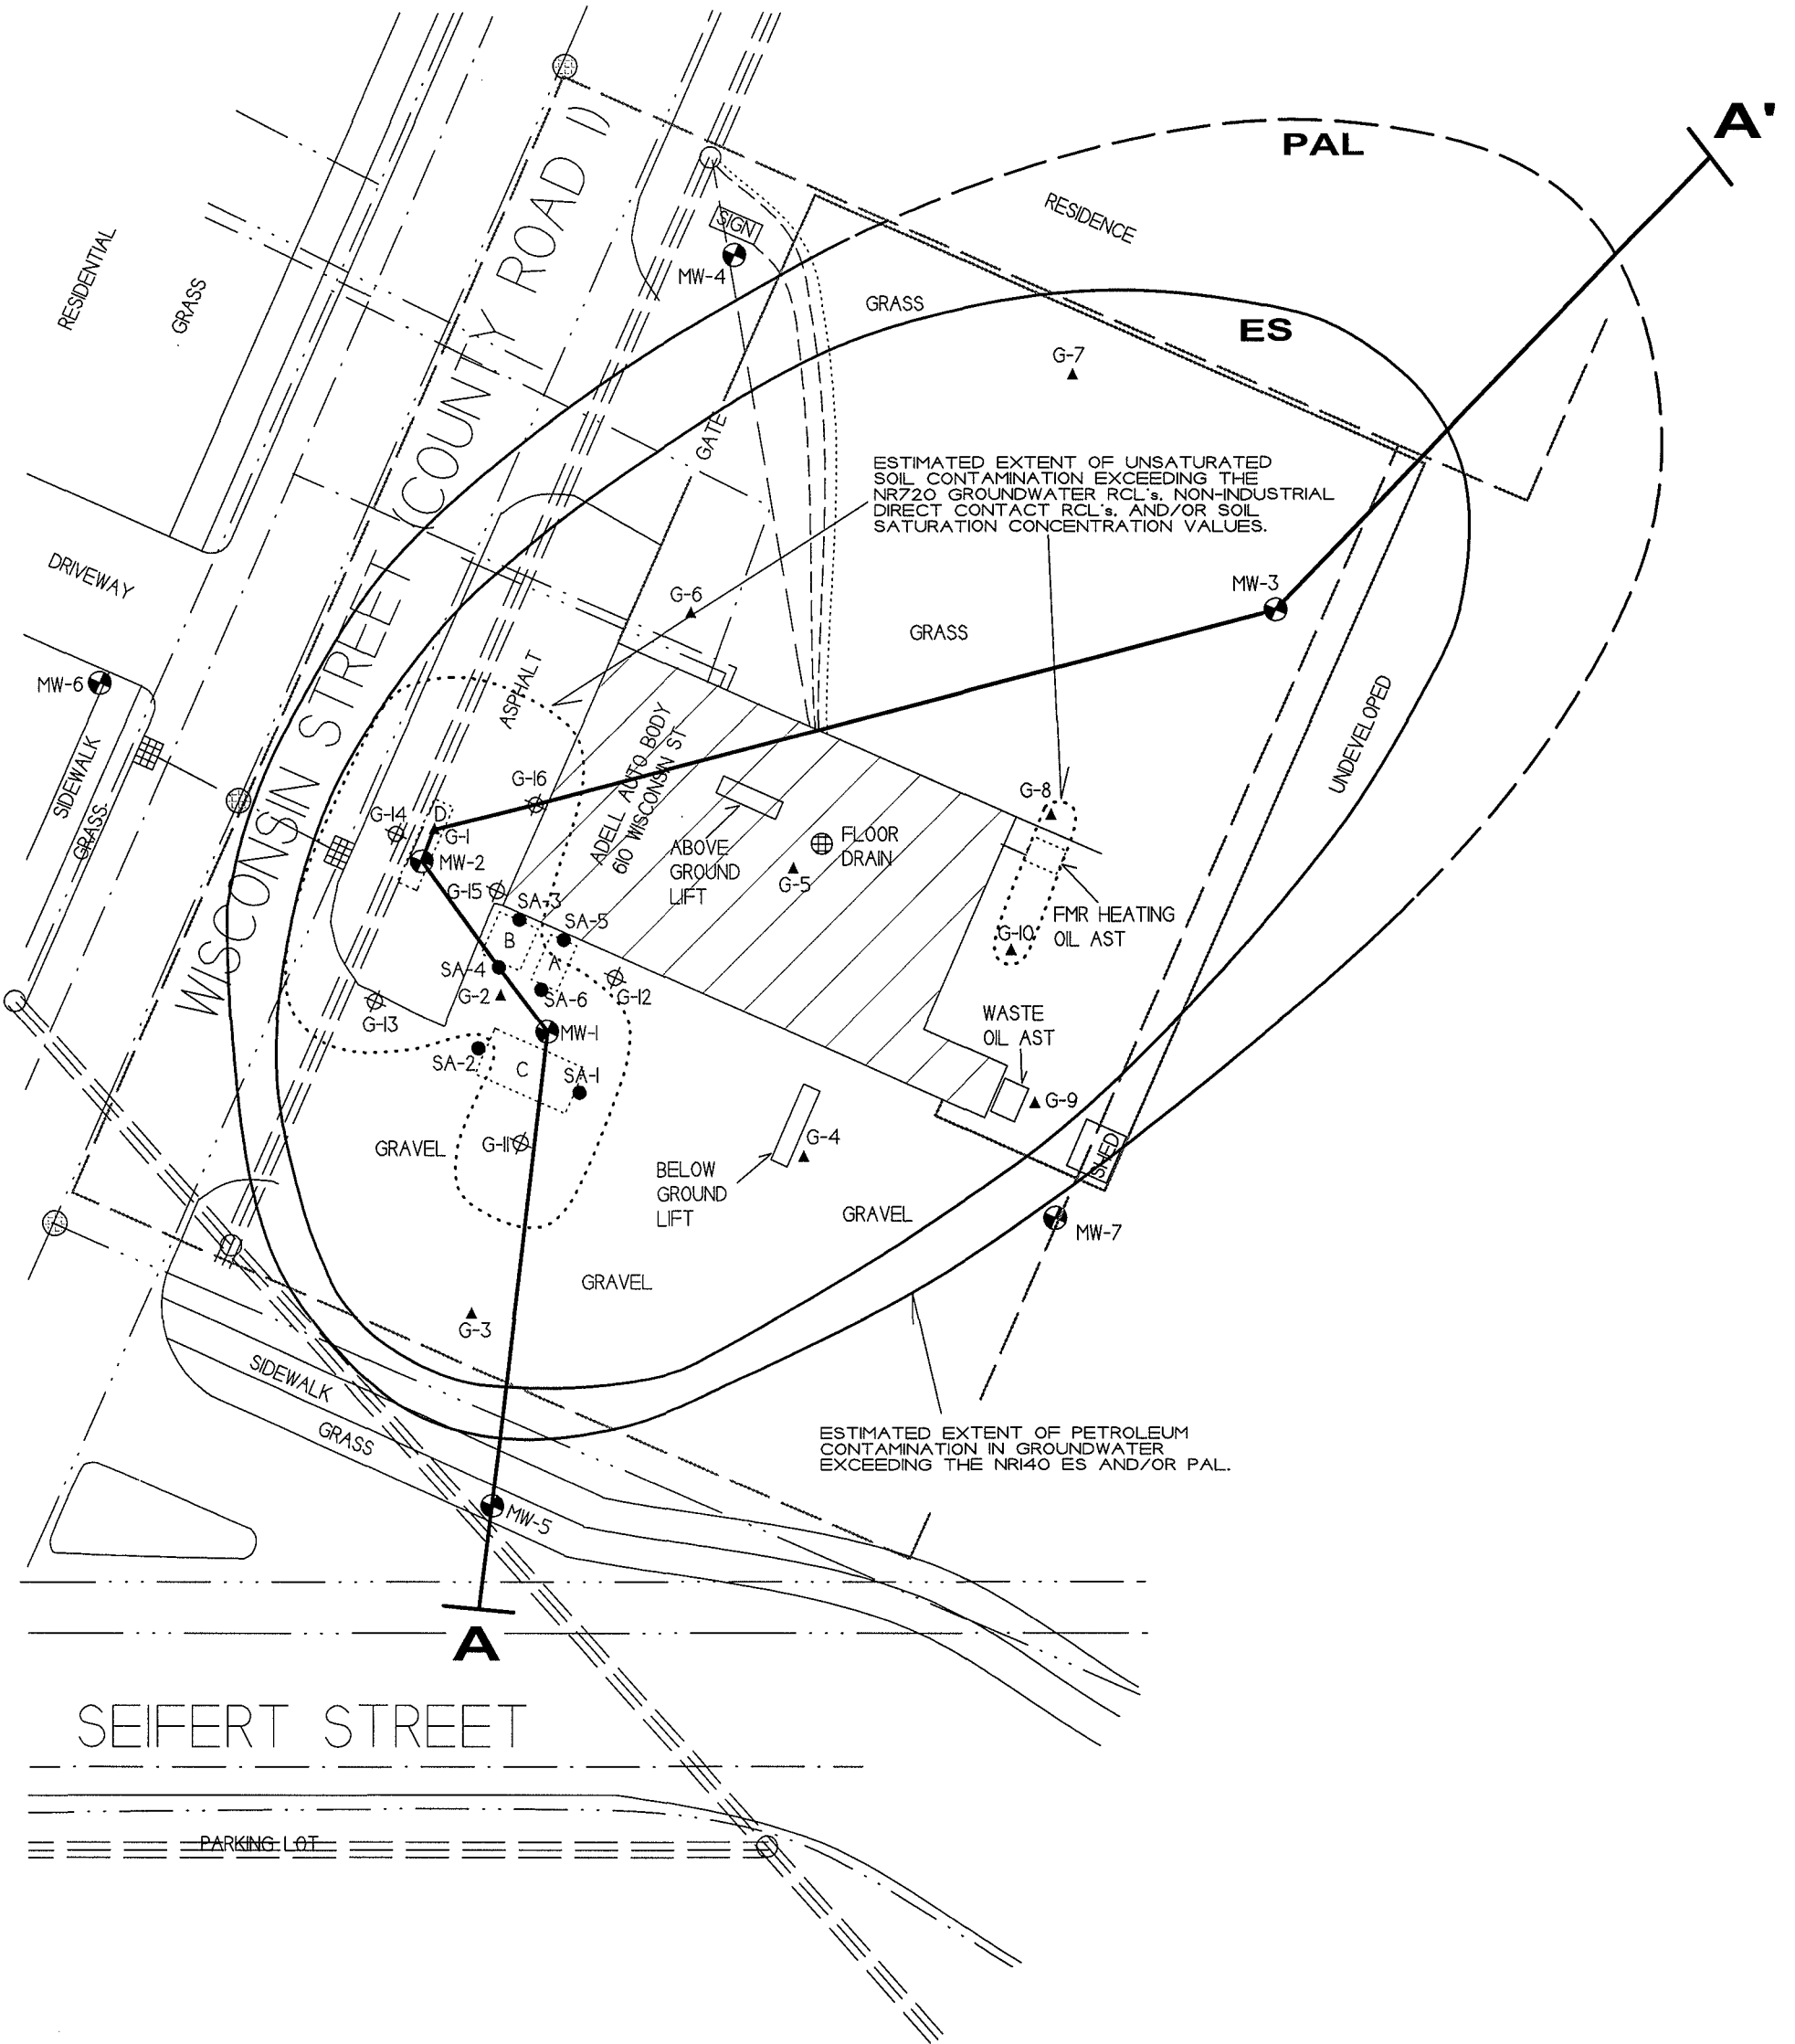 A'
PAL
RESIDENCE
SIGN
MW-4
GRASS
ES
RESIDENTIAL
GRASS
WISCONSIN STREET (COUNTY ROAD I)
G-7
GATE
ESTIMATED EXTENT OF UNSATURATED
SOIL CONTAMINATION EXCEEDING THE
NR720 GROUNDWATER RCL's, NON-INDUSTRIAL
DIRECT CONTACT RCL's, AND/OR SOIL
SATURATION CONCENTRATION VALUES.
DRIVEWAY
G-6
MW-3
GRASS
MW-6
ASPHALT
UNDEVELOPED
SIDEWALK
GRASS
ADELL AUTO BODY
610 WISCONSIN ST
G-16
G-14
D
G-1
MW-2
G-15
ABOVE
GROUND
LIFT
FLOOR
DRAIN
G-5
G-8
FMR HEATING
OIL AST
G-10
SA-3
SA-5
B
A
SA-4
G-2
SA-6
G-12
G-13
MW-1
WASTE
OIL AST
SA-2
C
SA-1
G-9
GRAVEL
G-11
G-4
SHED
BELOW
GROUND
LIFT
GRAVEL
MW-7
GRAVEL
G-3
SIDEWALK
GRASS
ESTIMATED EXTENT OF PETROLEUM
CONTAMINATION IN GROUNDWATER
EXCEEDING THE NR140 ES AND/OR PAL.
MW-5
A
SEIFERT STREET
PARKING LOT